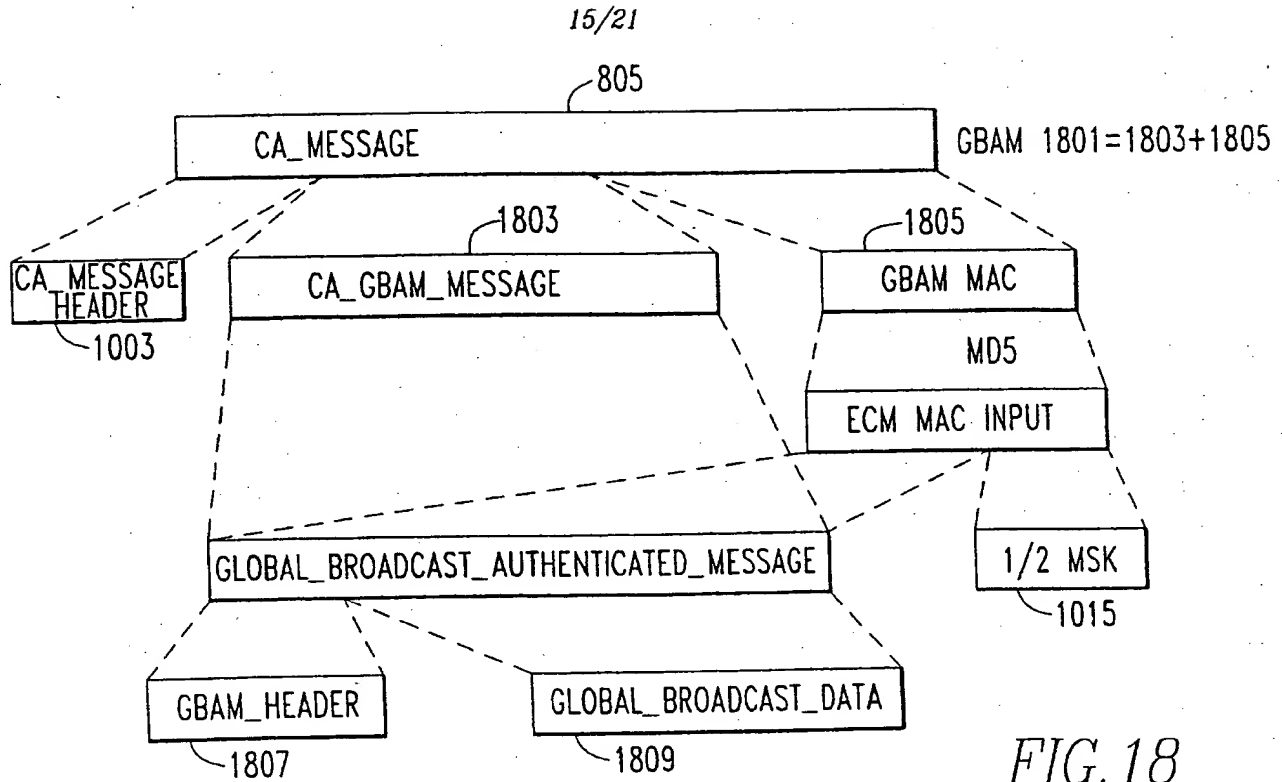 15/21
805
CA_MESSAGE
GBAM 1801=1803+1805
1803
1805
CA_MESSAGE
HEADER
CA_GBAM_MESSAGE
GBAM MAC
1003
MD5
ECM MAC INPUT
GLOBAL_BROADCAST_AUTHENTICATED_MESSAGE
1/2 MSK
1015
GBAM_HEADER
GLOBAL_BROADCAST_DATA
1807
1809
FIG.18